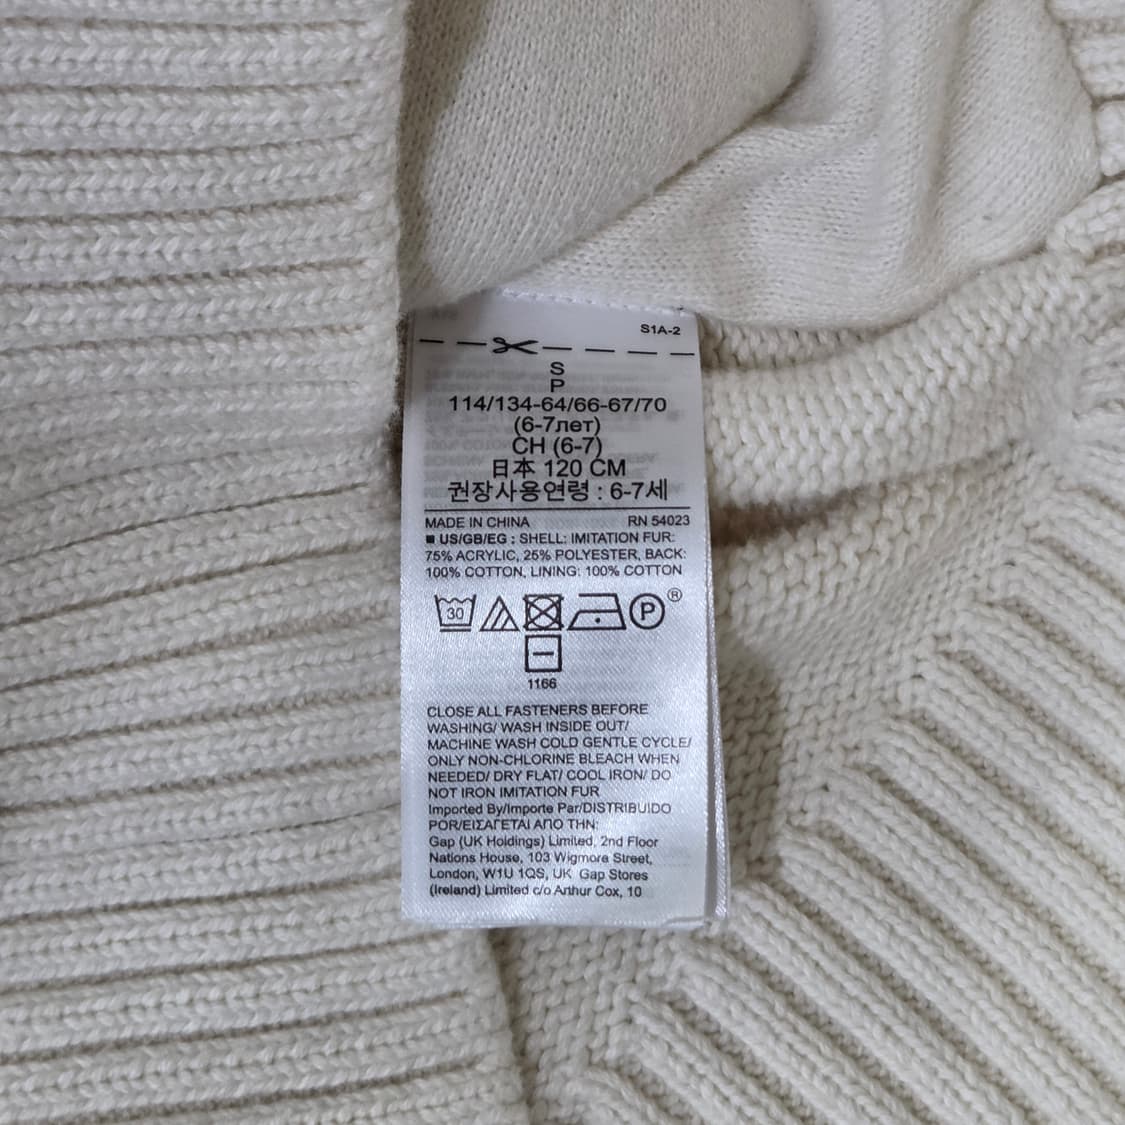 S1A-2
S
P
114/134-64/66-67/70
(6-7лет)
CH (6-7)
日本 120 CM
권장사용연령 : 6-7세
MADE IN CHINA RN 54023
■ US/GB/EG : SHELL: IMITATION FUR:
75% ACRYLIC, 25% POLYESTER, BACK:
100% COTTON, LINING: 100% COTTON
30 P ®
1166
CLOSE ALL FASTENERS BEFORE
WASHING/ WASH INSIDE OUT/
MACHINE WASH COLD GENTLE CYCLE/
ONLY NON-CHLORINE BLEACH WHEN
NEEDED/ DRY FLAT/ COOL IRON/ DO
NOT IRON IMITATION FUR
Imported By/Importe Par/DISTRIBUIDO
POR/ΕΙΣΑΓΕΤΑΙ ΑΠΟ ΤΗΝ:
Gap (UK Holdings) Limited, 2nd Floor
Nations House, 103 Wigmore Street,
London, W1U 1QS, UK Gap Stores
(Ireland) Limited c/o Arthur Cox, 10